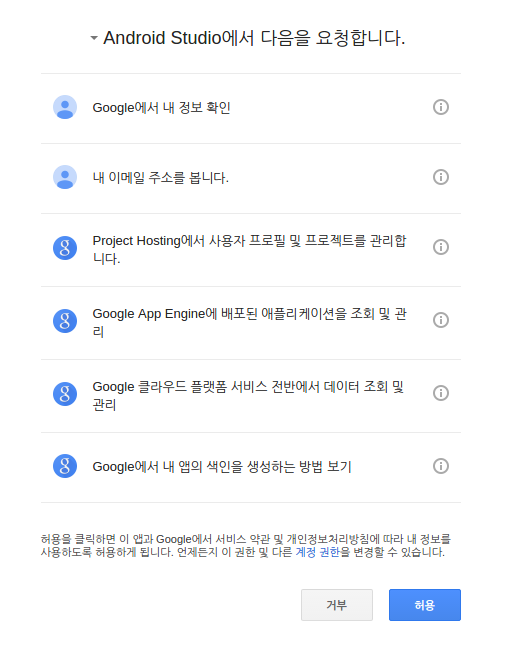 Android Studio에서 다음을 요청합니다.
Google에서 내 정보 확인
내 이메일 주소를 봅니다.
Project Hosting에서 사용자 프로필 및 프로젝트를 관리합
니다.
Google App Engine에 배포된 애플리케이션을 조회 및 관
리
Google 클라우드 플랫폼 서비스 전반에서 데이터 조회 및
관리
Google에서 내 앱의 색인을 생성하는 방법 보기
허용을 클릭하면 이 앱과 Google에서 서비스 약관 및 개인정보처리방침에 따라 내 정보를
사용하도록 허용하게 됩니다. 언제든지 이 권한 및 다른 계정 권한을 변경할 수 있습니다.
거부
허용